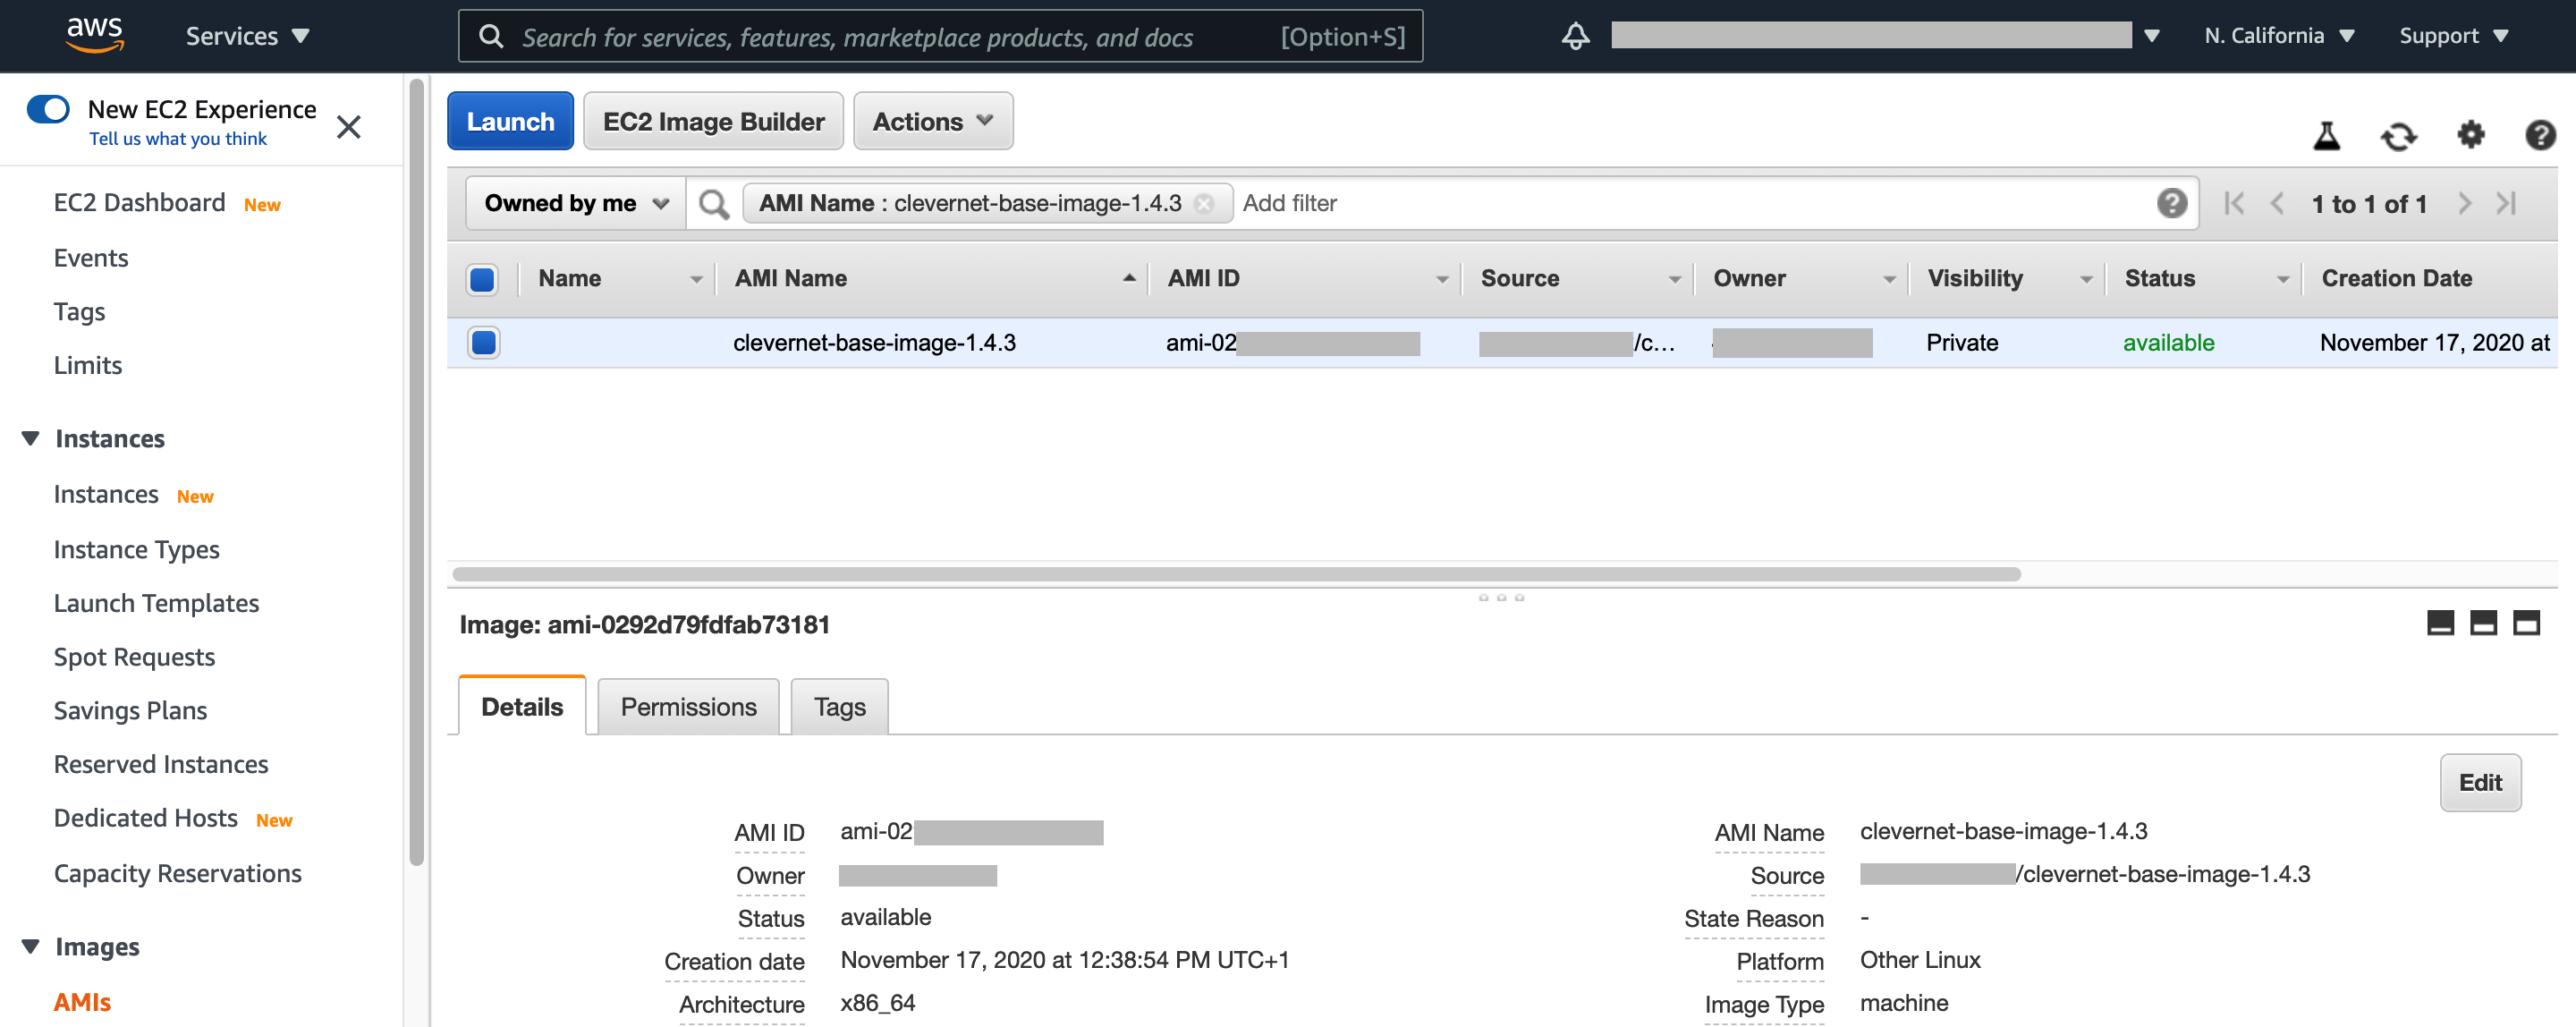 aws Services Search for services, features, marketplace products, and docs [Option+S] N. California Support
New EC2 Experience
Tell us what you think
EC2 Dashboard New
Events
Tags
Limits
Instances
Instances New
Instance Types
Launch Templates
Spot Requests
Savings Plans
Reserved Instances
Dedicated Hosts New
Capacity Reservations
Images
AMIs
Launch EC2 Image Builder Actions
Owned by me AMI Name : clevernet-base-image-1.4.3 Add filter 1 to 1 of 1
Name AMI Name AMI ID Source Owner Visibility Status Creation Date
clevernet-base-image-1.4.3 ami-02 /c... Private available November 17, 2020 at
Image: ami-0292d79fdfab73181
Details Permissions Tags
Edit
AMI ID ami-02 AMI Name clevernet-base-image-1.4.3
Owner Source /clevernet-base-image-1.4.3
Status available State Reason -
Creation date November 17, 2020 at 12:38:54 PM UTC+1 Platform Other Linux
Architecture x86_64 Image Type machine